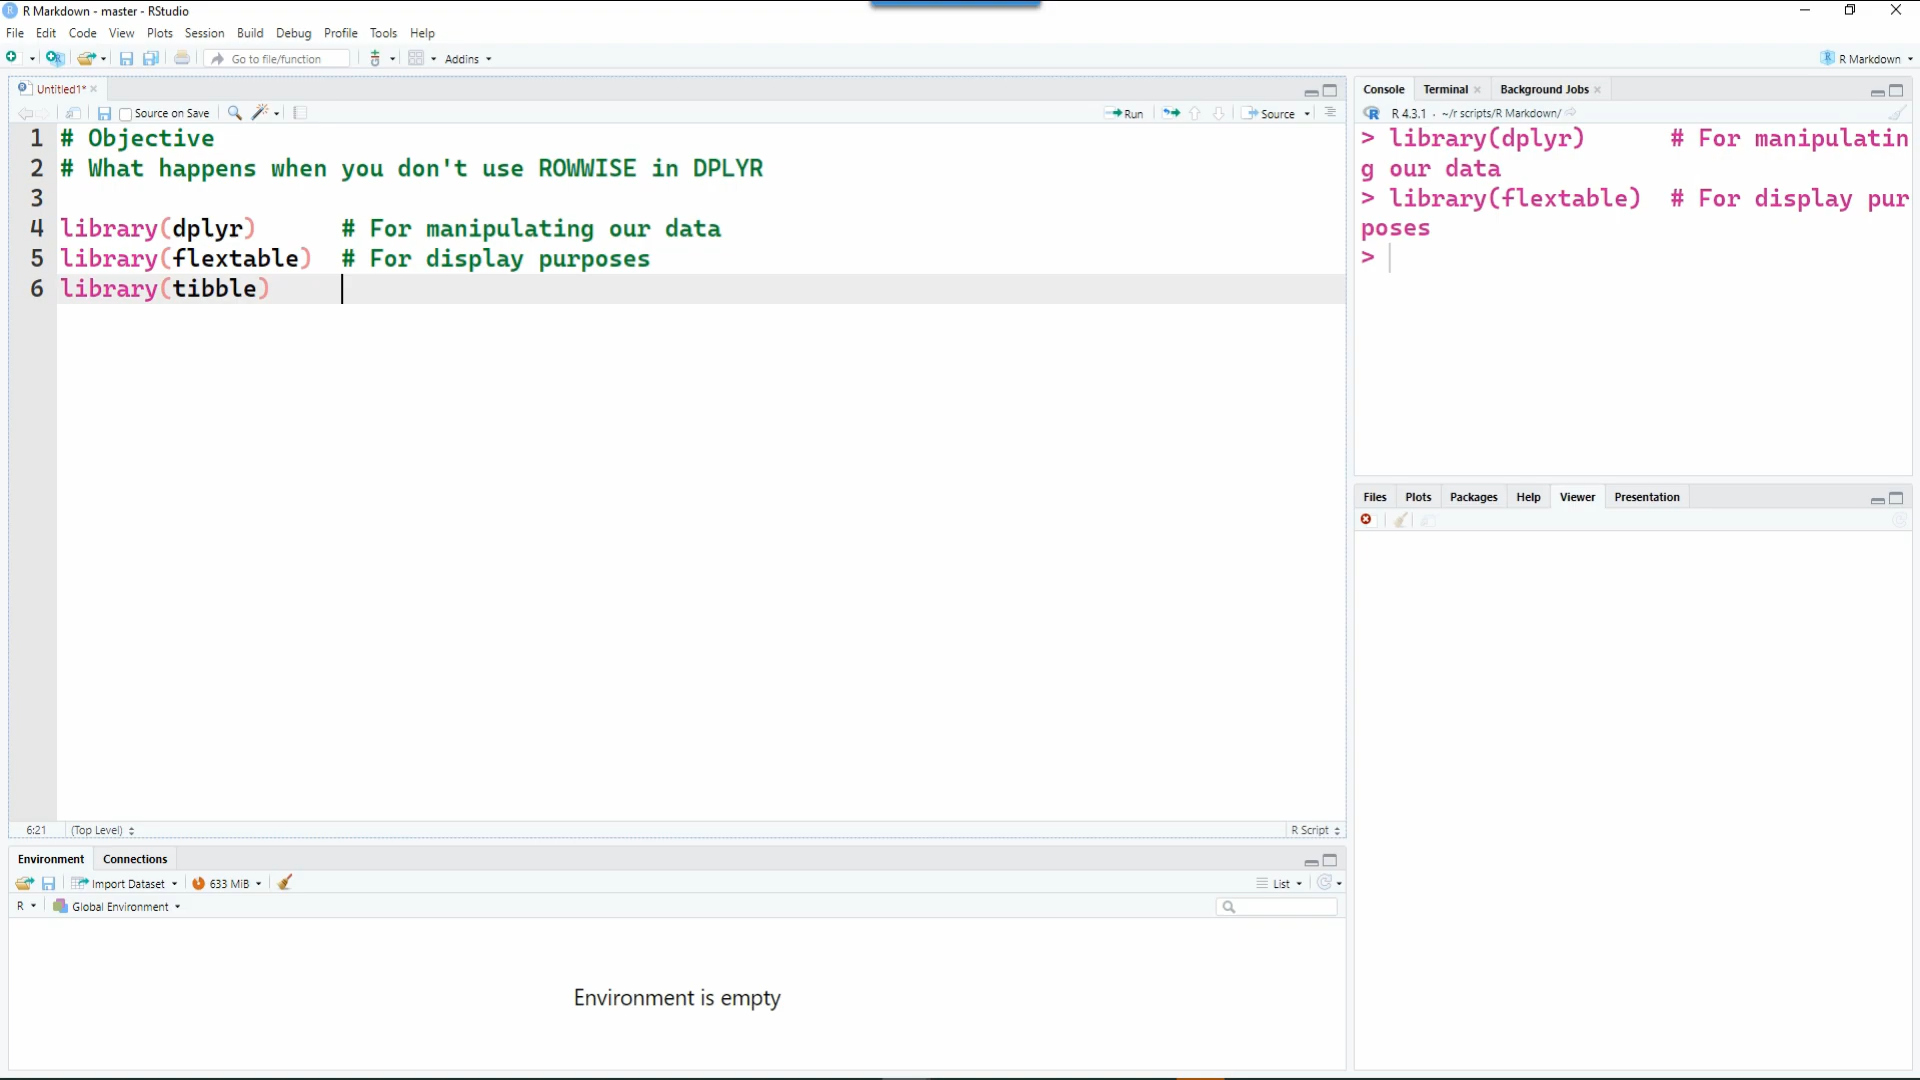 R Markdown - master - RStudio
File Edit Code View Plots Session Build Debug Profile Tools Help
Go to file/function Addins R Markdown
Untitled1*
Source on Save Run Source
1 # Objective
2 # What happens when you don't use ROWWISE in DPLYR
3
4 library(dplyr) # For manipulating our data
5 library(flextable) # For display purposes
6 library(tibble)
6:21 (Top Level) R Script
Environment Connections
Import Dataset 633 MiB List
R Global Environment
Environment is empty
Console Terminal Background Jobs
R 4.3.1 · ~/r scripts/R Markdown/
> library(dplyr) # For manipulatin
g our data
> library(flextable) # For display pur
poses
>
Files Plots Packages Help Viewer Presentation